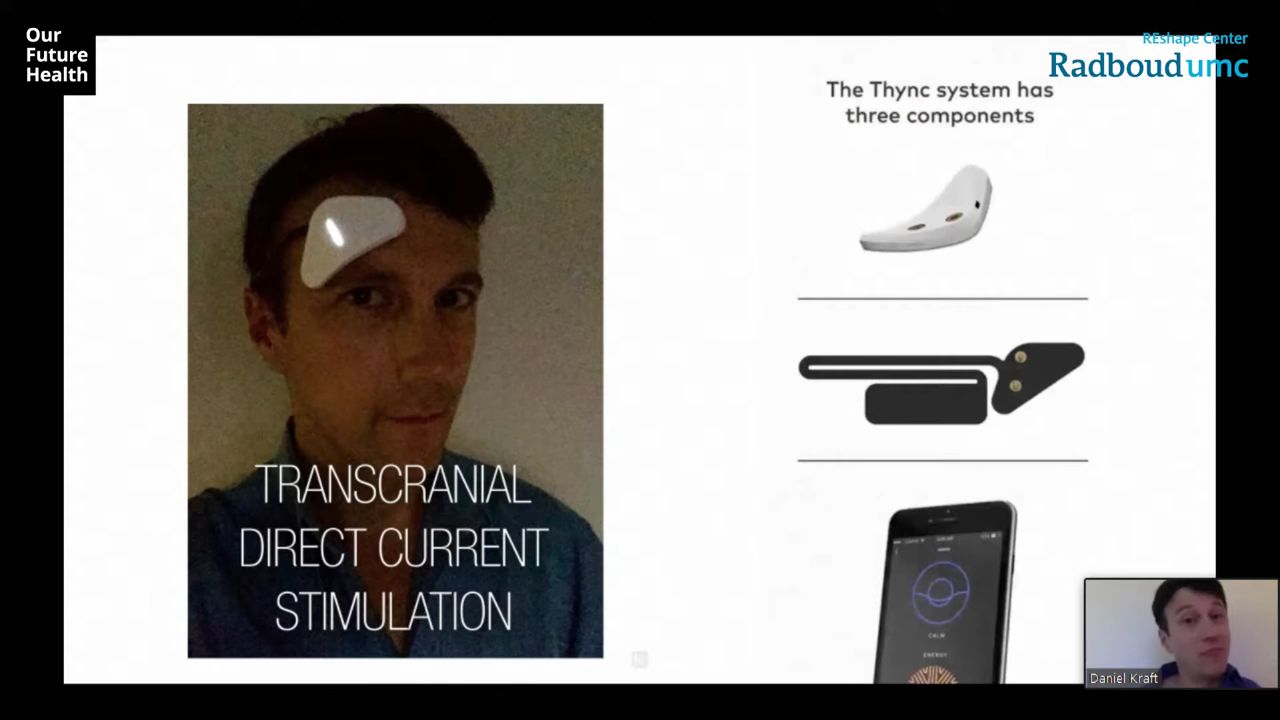 Our
Future
Health
REshape Center
Radboudumc
The Thync system has
three components
TRANSCRANIAL
DIRECT CURRENT
STIMULATION
CALM
ENERGY
Daniel Kraft